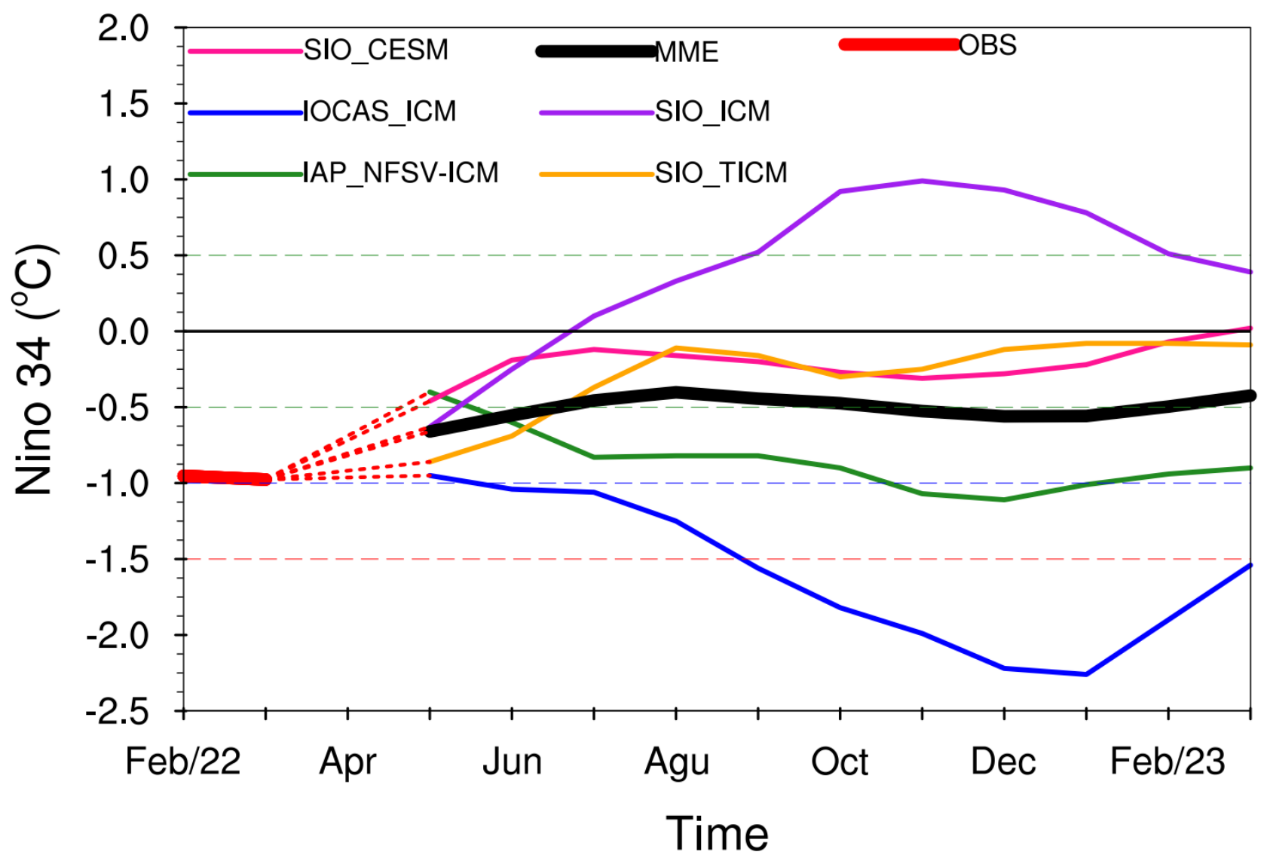 2.0
SIO_CESM MME OBS
1.5
IOCAS_ICM SIO_ICM
1.0
IAP_NFSV-ICM SIO_TICM
0.5
0.0
-0.5
-1.0
-1.5
-2.0
-2.5
Nino 34 (°C)
Feb/22 Apr Jun Agu Oct Dec Feb/23
Time